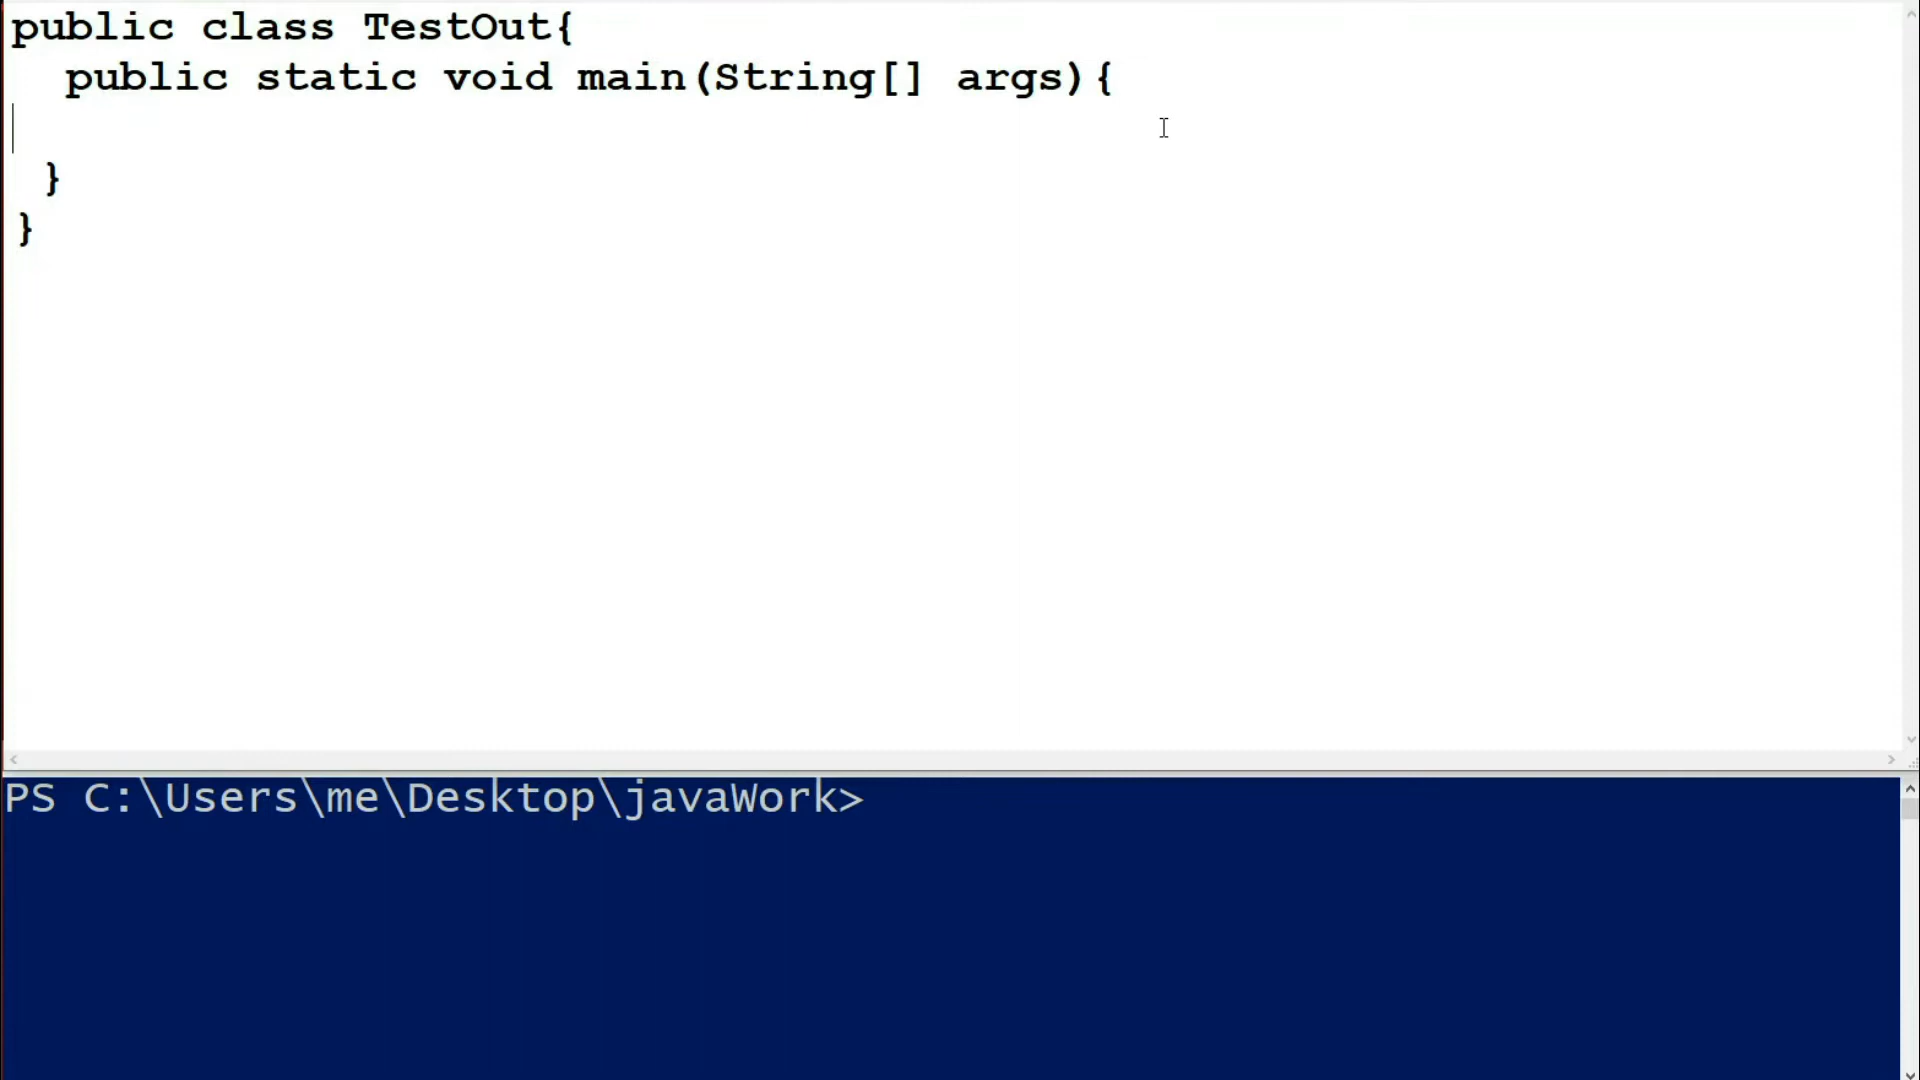 public class TestOut{
public static void main(String[] args){
}
}
PS C:\Users\me\Desktop\javaWork>